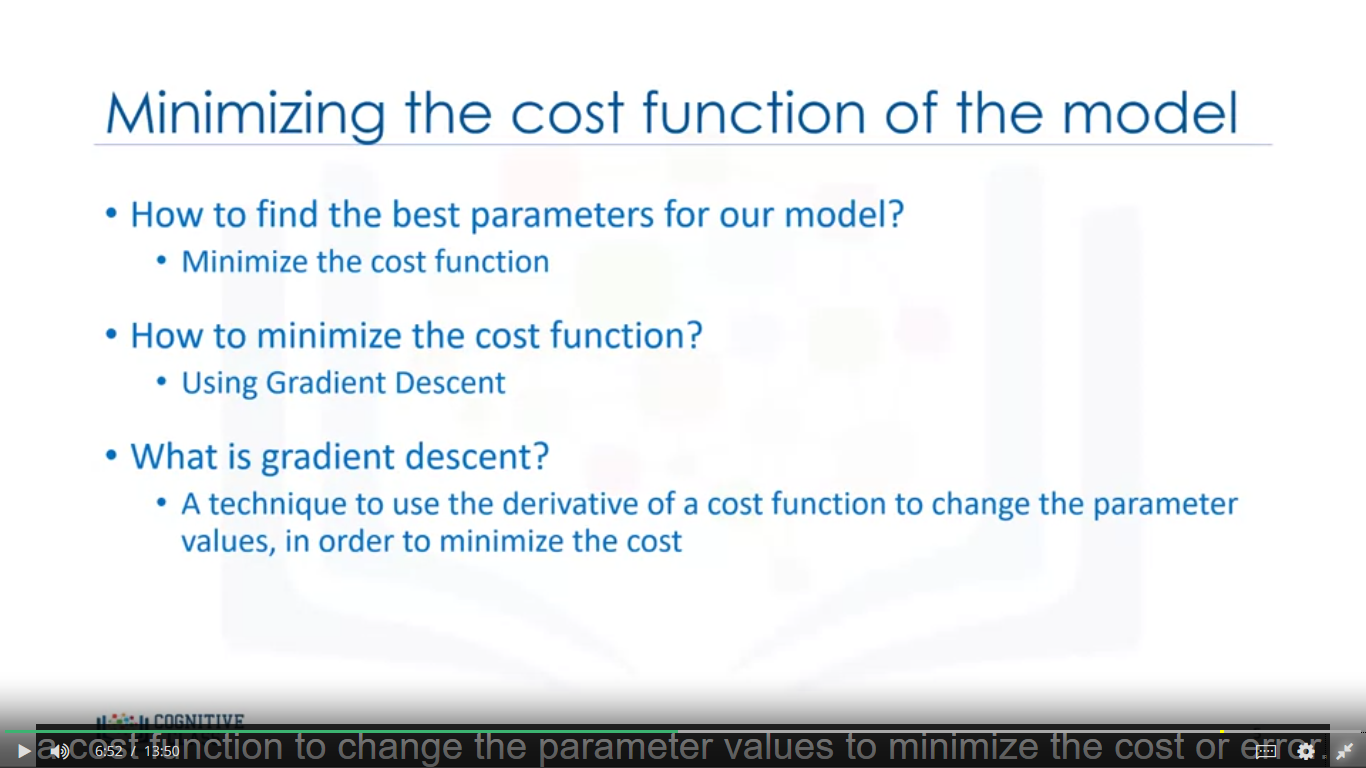 Minimizing the cost function of the model
• How to find the best parameters for our model?
• Minimize the cost function
• How to minimize the cost function?
• Using Gradient Descent
• What is gradient descent?
• A technique to use the derivative of a cost function to change the parameter
values, in order to minimize the cost
COGNITIVE
a cost function to change the parameter values to minimize the cost or error.
6:52 / 13:50